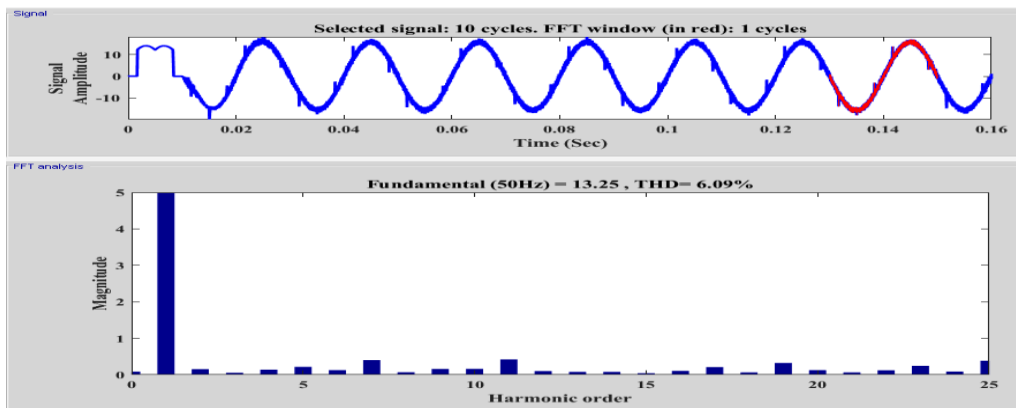 Signal
Selected signal: 10 cycles. FFT window (in red): 1 cycles
Signal
Amplitude
10
0
-10
0 0.02 0.04 0.06 0.08 0.1 0.12 0.14 0.16
Time (Sec)
FFT analysis
Fundamental (50Hz) = 13.25 , THD= 6.09%
Magnitude
5
4
3
2
1
0
0 5 10 15 20 25
Harmonic order